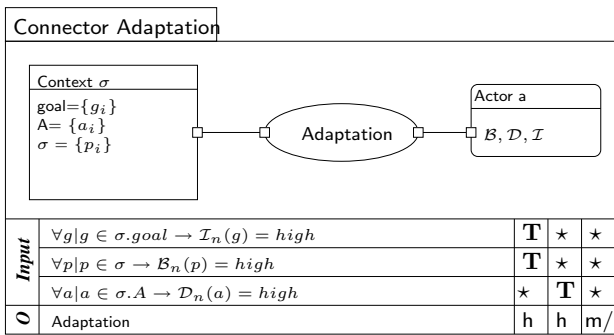 Connector Adaptation
Context σ
goal={g_i}
A= {a_i}
σ = {p_i}
Adaptation
Actor a
B, D, I
Input
∀g|g ∈ σ.goal → I_n(g) = high T ⋆ ⋆
∀p|p ∈ σ → B_n(p) = high T ⋆ ⋆
∀a|a ∈ σ.A → D_n(a) = high ⋆ T ⋆
O Adaptation h h m/